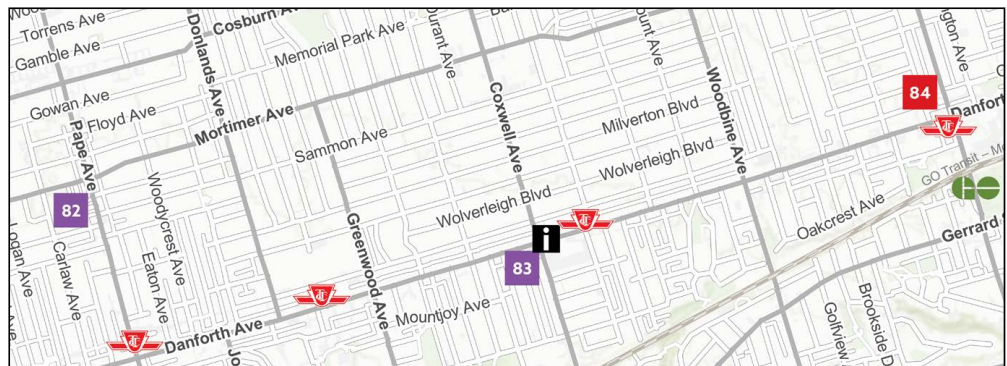 Torrens Ave
Gamble Ave
Gowan Ave
Floyd Ave
Pape Ave
Donlands Ave
Cosburn Ave
Memorial Park Ave
Mortimer Ave
Sammon Ave
Durant Ave
Coxwell Ave
Milverton Blvd
Wolverleigh Blvd
Wolverleigh Blvd
Woodbine Ave
84
Danfort
GO Transit – M
82
Logan Ave
Carlaw Ave
Woodycrest Ave
Eaton Ave
Greenwood Ave
Danforth Ave
Mountjoy Ave
i
83
Oakcrest Ave
Gerrard
Golfview
Brookside D